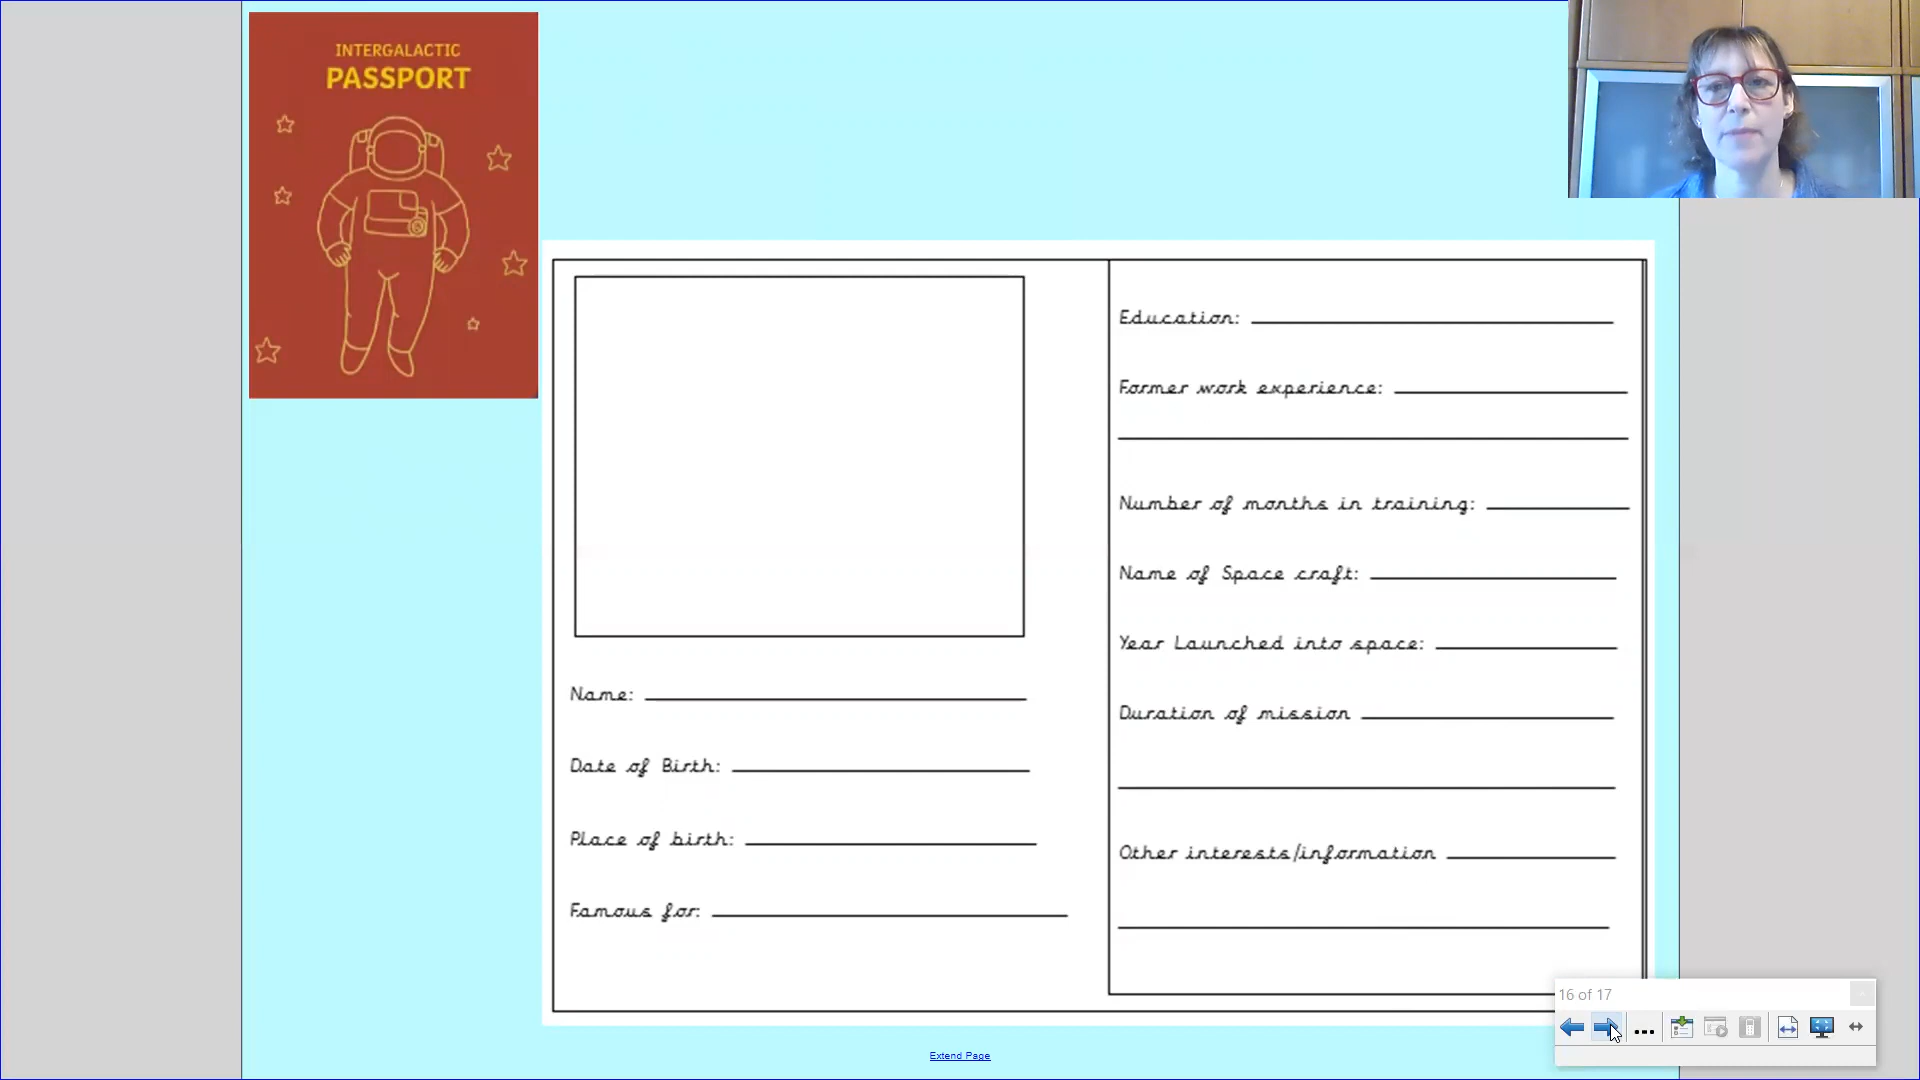 INTERGALACTIC
PASSPORT
Name:
Date of Birth:
Place of birth:
Famous for:
Education:
Former work experience:
Number of months in training:
Name of Space craft:
Year Launched into space:
Duration of mission
Other interests/information
16 of 17
Extend Page